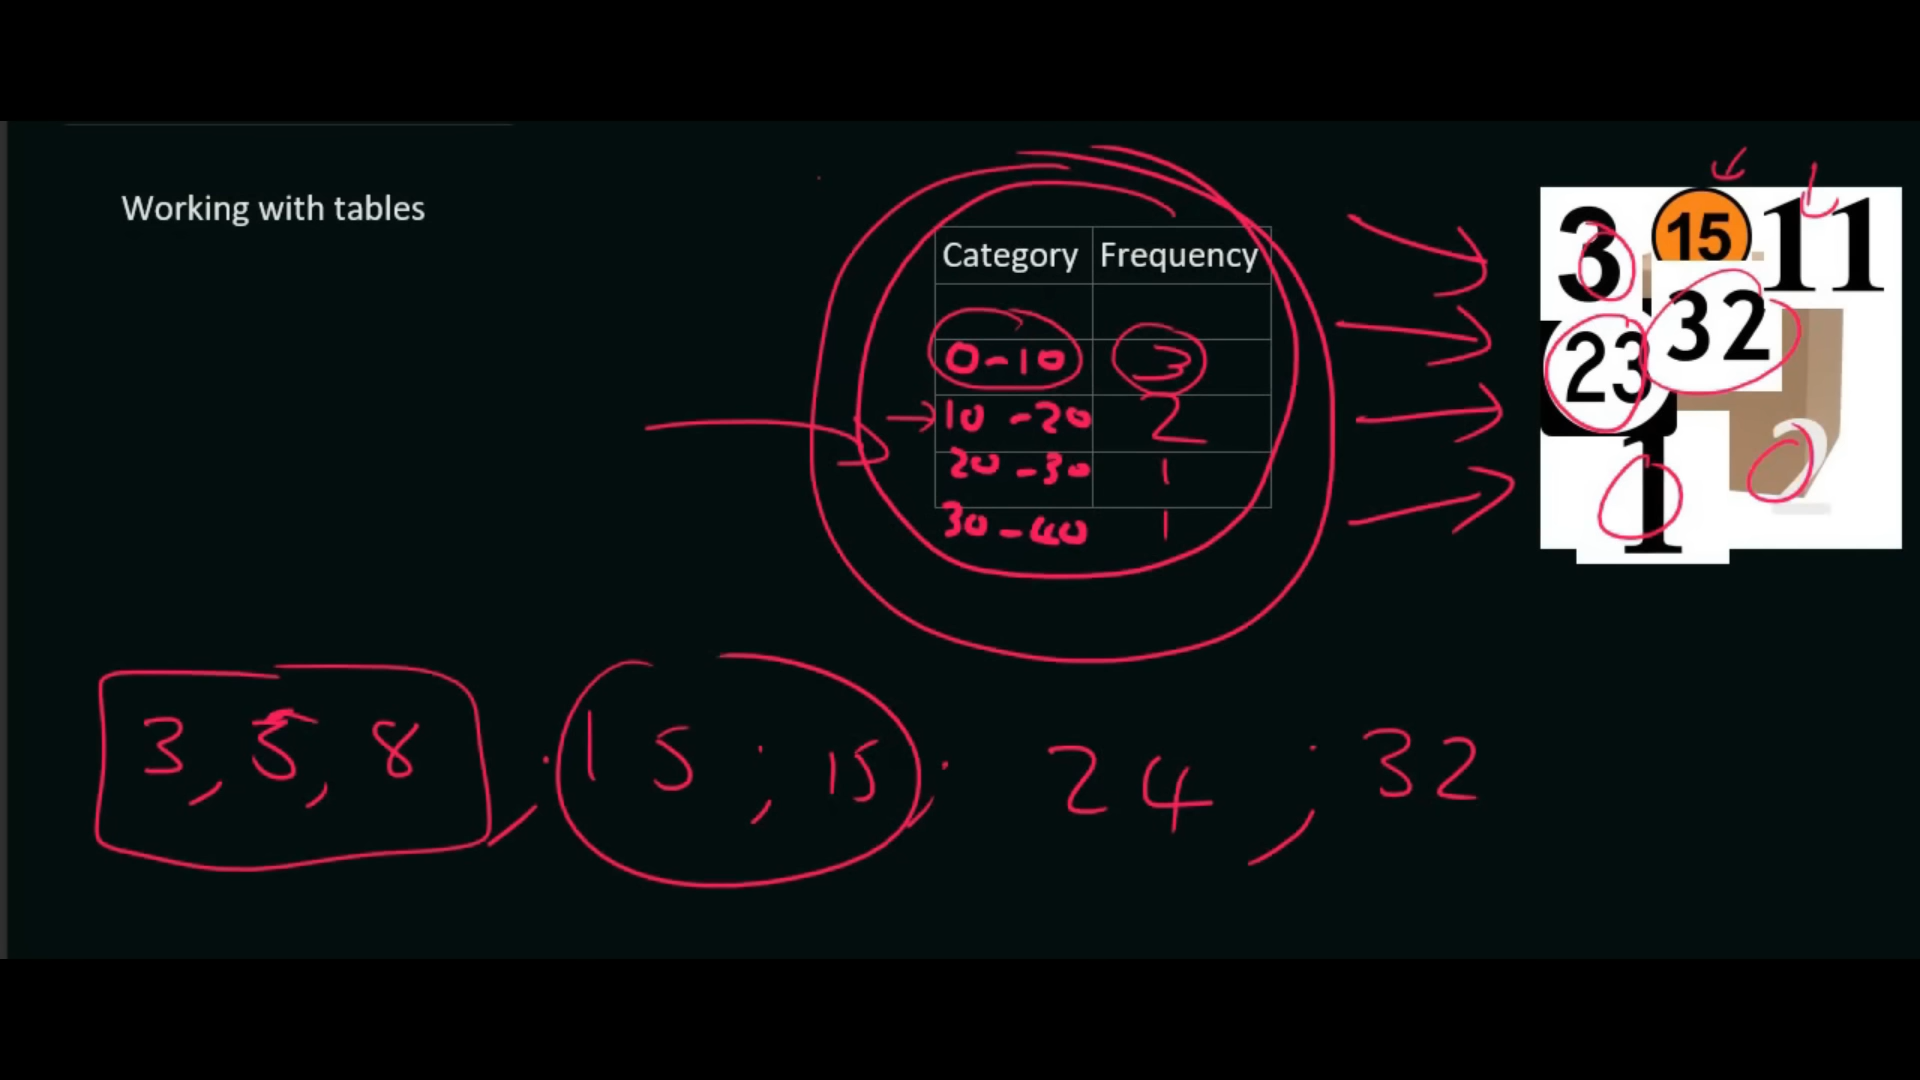 Working with tables
Category Frequency
0-10 3
10-20 2
20-30 1
30-40 1
3 15 11
23 32
1 2
3, 5, 8, 15; 15; 24; 32